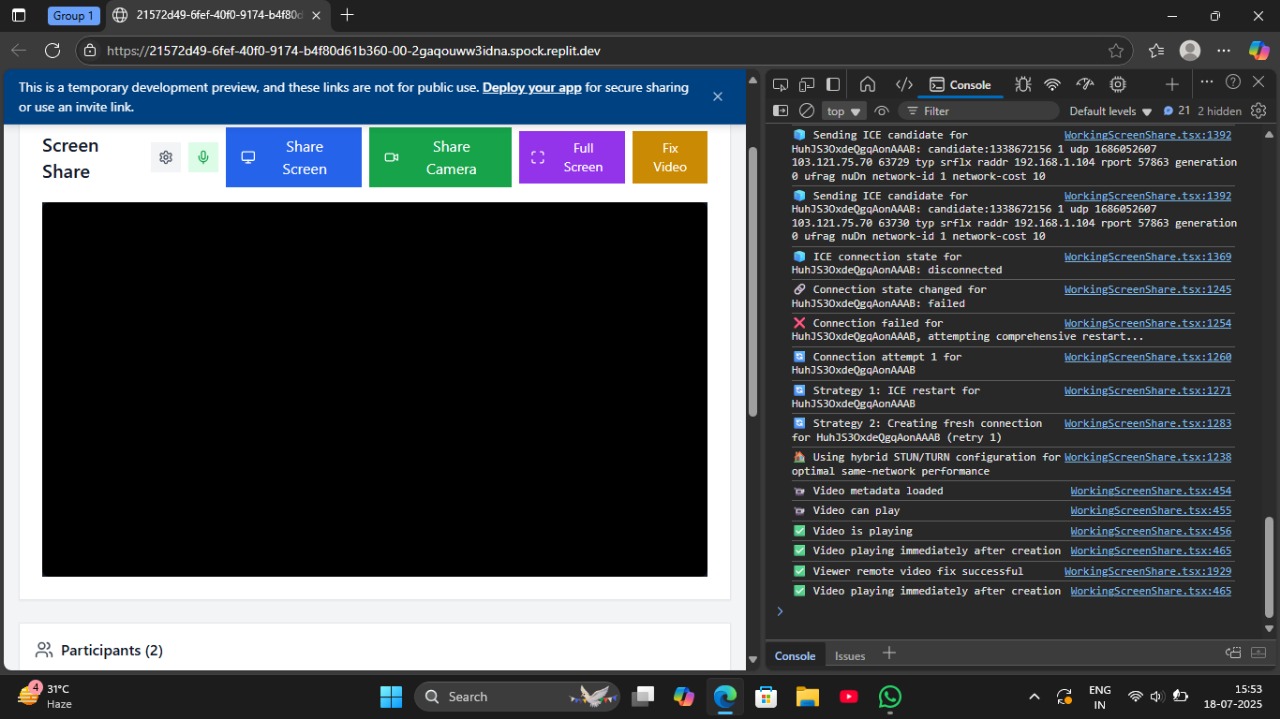 Group 1
21572d49-6fef-40f0-9174-b4f80d
https://21572d49-6fef-40f0-9174-b4f80d61b360-00-2gaqouww3idna.spock.replit.dev
This is a temporary development preview, and these links are not for public use. Deploy your app for secure sharing
or use an invite link.
Screen
Share
Share
Screen
Share
Camera
Full
Screen
Fix
Video
Participants (2)
Console
top
Filter
Default levels
21
2 hidden
Sending ICE candidate for WorkingScreenShare.tsx:1392
HuhJS3OxdeQgqAonAAAB: candidate:1338672156 1 udp 1686052607
103.121.75.70 63729 typ srflx raddr 192.168.1.104 rport 57863 generation
0 ufrag nuDn network-id 1 network-cost 10
Sending ICE candidate for WorkingScreenShare.tsx:1392
HuhJS3OxdeQgqAonAAAB: candidate:1338672156 1 udp 1686052607
103.121.75.70 63730 typ srflx raddr 192.168.1.104 rport 57863 generation
0 ufrag nuDn network-id 1 network-cost 10
ICE connection state for WorkingScreenShare.tsx:1369
HuhJS3OxdeQgqAonAAAB: disconnected
Connection state changed for WorkingScreenShare.tsx:1245
HuhJS3OxdeQgqAonAAAB: failed
Connection failed for WorkingScreenShare.tsx:1254
HuhJS3OxdeQgqAonAAAB, attempting comprehensive restart...
Connection attempt 1 for WorkingScreenShare.tsx:1260
HuhJS3OxdeQgqAonAAAB
Strategy 1: ICE restart for WorkingScreenShare.tsx:1271
HuhJS3OxdeQgqAonAAAB
Strategy 2: Creating fresh connection WorkingScreenShare.tsx:1283
for HuhJS3OxdeQgqAonAAAB (retry 1)
Using hybrid STUN/TURN configuration for WorkingScreenShare.tsx:1238
optimal same-network performance
Video metadata loaded WorkingScreenShare.tsx:454
Video can play WorkingScreenShare.tsx:455
Video is playing WorkingScreenShare.tsx:456
Video playing immediately after creation WorkingScreenShare.tsx:465
Viewer remote video fix successful WorkingScreenShare.tsx:1929
Video playing immediately after creation WorkingScreenShare.tsx:465
Console
Issues
4
31°C
Haze
Search
ENG
IN
15:53
18-07-2025